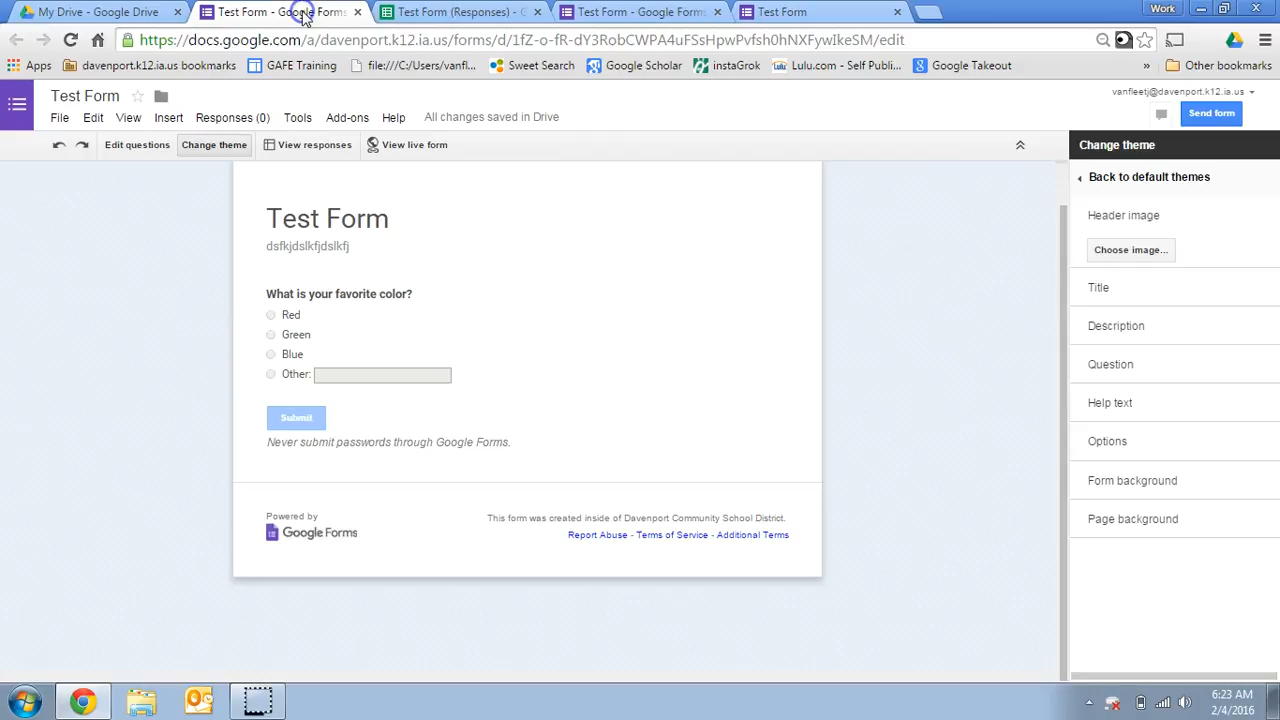 My Drive - Google Drive
Test Form - Google Forms
Test Form (Responses) - G
Test Form - Google Forms
Test Form
Work
https://docs.google.com/a/davenport.k12.ia.us/forms/d/1fZ-o-fR-dY3RobCWPA4uFSsHpwPvfsh0hNXFywIkeSM/edit
Apps
davenport.k12.ia.us bookmarks
GAFE Training
file:///C:/Users/vanfl...
Sweet Search
Google Scholar
instaGrok
Lulu.com - Self Publi...
Google Takeout
»
Other bookmarks
Test Form
vanfleetj@davenport.k12.ia.us
File Edit View Insert Responses (0) Tools Add-ons Help All changes saved in Drive
Send form
Edit questions Change theme View responses View live form
Change theme
Back to default themes
Header image
Choose image...
Title
Description
Question
Help text
Options
Form background
Page background
Test Form
dsfkjdslkfjdslkfj
What is your favorite color?
Red
Green
Blue
Other:
Submit
Never submit passwords through Google Forms.
Powered by
Google Forms
This form was created inside of Davenport Community School District.
Report Abuse - Terms of Service - Additional Terms
6:23 AM
2/4/2016